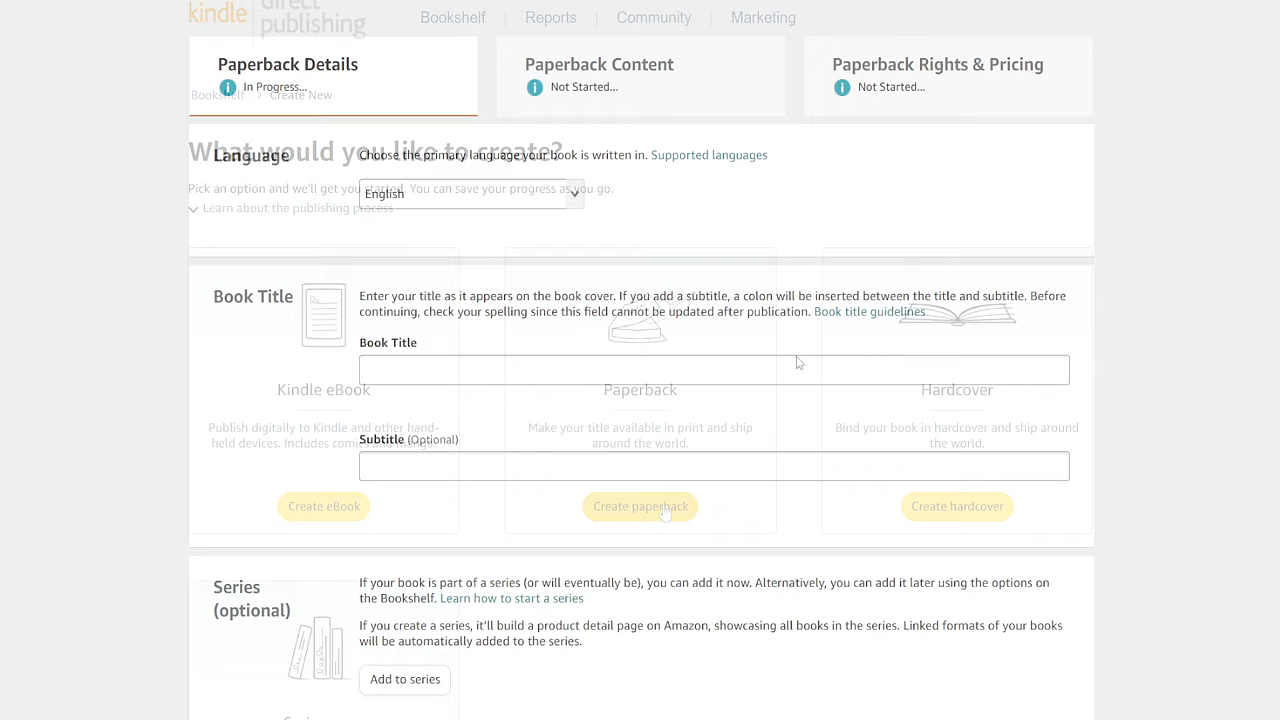 kindle direct publishing
Bookshelf Reports Community Marketing
Paperback Details
In Progress...
Paperback Content
Not Started...
Paperback Rights & Pricing
Not Started...
Bookshelf > Create New
What would you like to create?
Pick an option and we'll get you started. You can save your progress as you go.
Learn about the publishing process
Language
Choose the primary language your book is written in. Supported languages
English
Book Title
Enter your title as it appears on the book cover. If you add a subtitle, a colon will be inserted between the title and subtitle. Before
continuing, check your spelling since this field cannot be updated after publication. Book title guidelines
Book Title
Subtitle (Optional)
Kindle eBook
Publish digitally to Kindle and other hand-
held devices. Includes comics and manga.
Create eBook
Paperback
Make your title available in print and ship
around the world.
Create paperback
Hardcover
Bind your book in hardcover and ship around
the world.
Create hardcover
Series
(optional)
If your book is part of a series (or will eventually be), you can add it now. Alternatively, you can add it later using the options on
the Bookshelf. Learn how to start a series
If you create a series, it'll build a product detail page on Amazon, showcasing all books in the series. Linked formats of your books
will be automatically added to the series.
Add to series